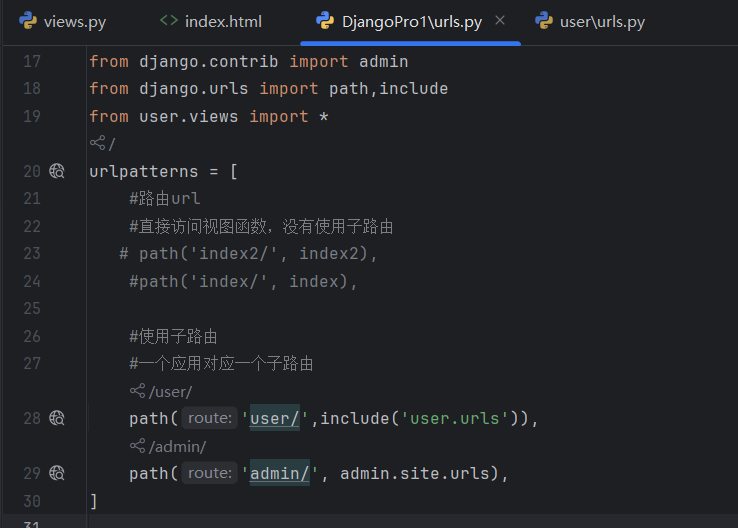 views.py <> index.html DjangoPro1\urls.py × user\urls.py
17 from django.contrib import admin
18 from django.urls import path,include
19 from user.views import *
/
20 urlpatterns = [
21 #路由url
22 #直接访问视图函数，没有使用子路由
23 # path('index2/', index2),
24 #path('index/', index),
25
26 #使用子路由
27 #一个应用对应一个子路由
/user/
28 path( route: 'user/',include('user.urls')),
/admin/
29 path( route: 'admin/', admin.site.urls),
30 ]
31